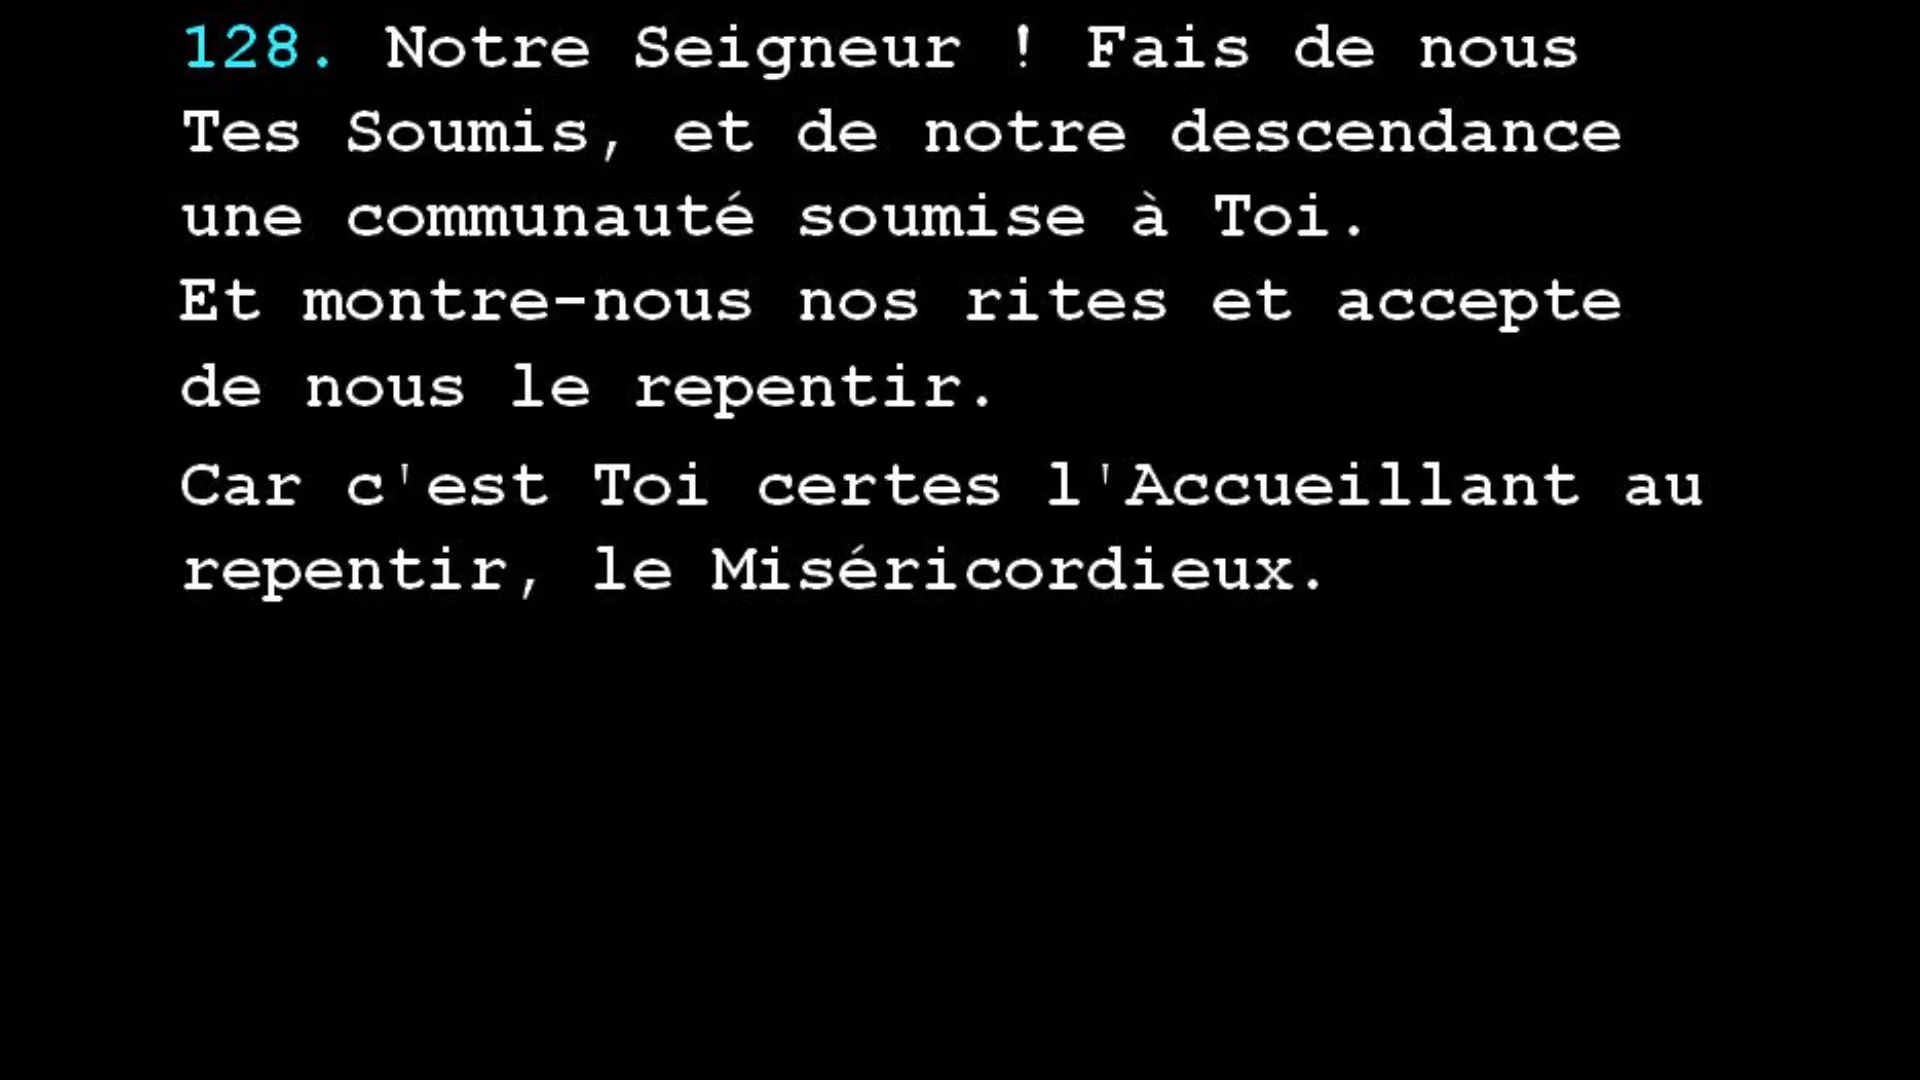 128. Notre Seigneur ! Fais de nous
Tes Soumis, et de notre descendance
une communauté soumise à Toi.
Et montre-nous nos rites et accepte
de nous le repentir.
Car c'est Toi certes l'Accueillant au
repentir, le Miséricordieux.